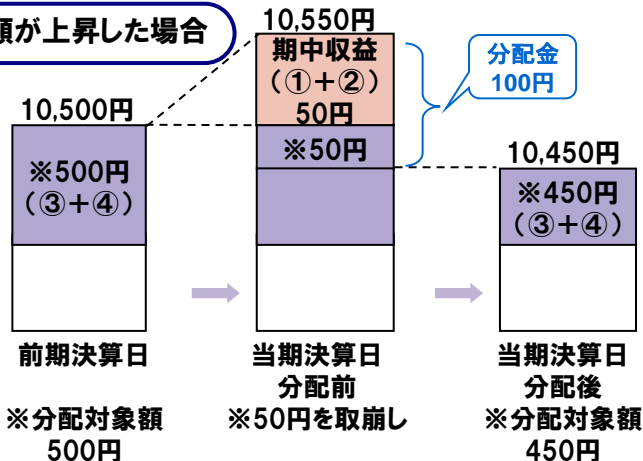 額が上昇した場合
10,550円
期中収益
（①＋②）
50円
※50円
分配金
100円
10,500円
※500円
（③＋④）
10,450円
※450円
（③＋④）
前期決算日
※分配対象額
500円
当期決算日
分配前
※50円を取崩し
当期決算日
分配後
※分配対象額
450円